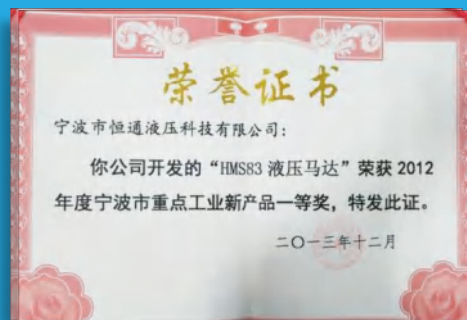 荣誉证书
宁波市恒通液压科技有限公司：
你公司开发的“HMS83 液压马达”荣获 2012
年度宁波市重点工业新产品一等奖，特发此证。
二〇一三年十二月